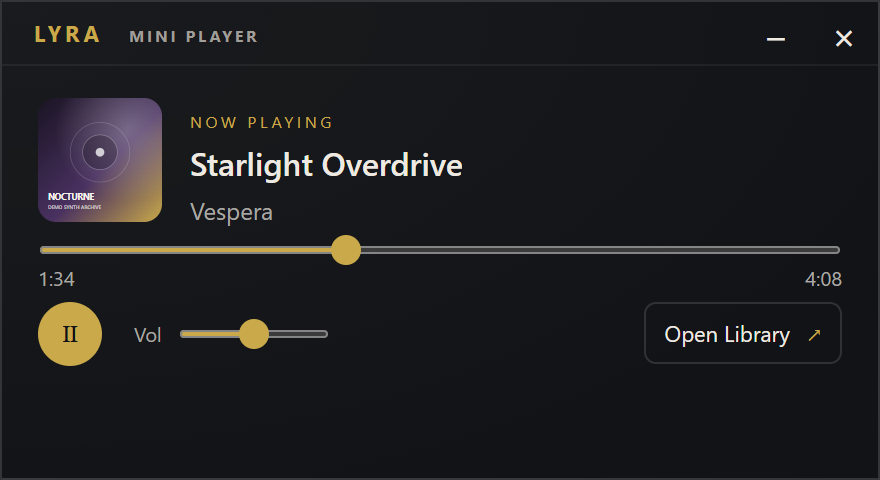 LYRA MINI PLAYER
NOCTURNE
DEMO SYNTH ARCHIVE
NOW PLAYING
Starlight Overdrive
Vespera
1:34 4:08
Vol Open Library ↗